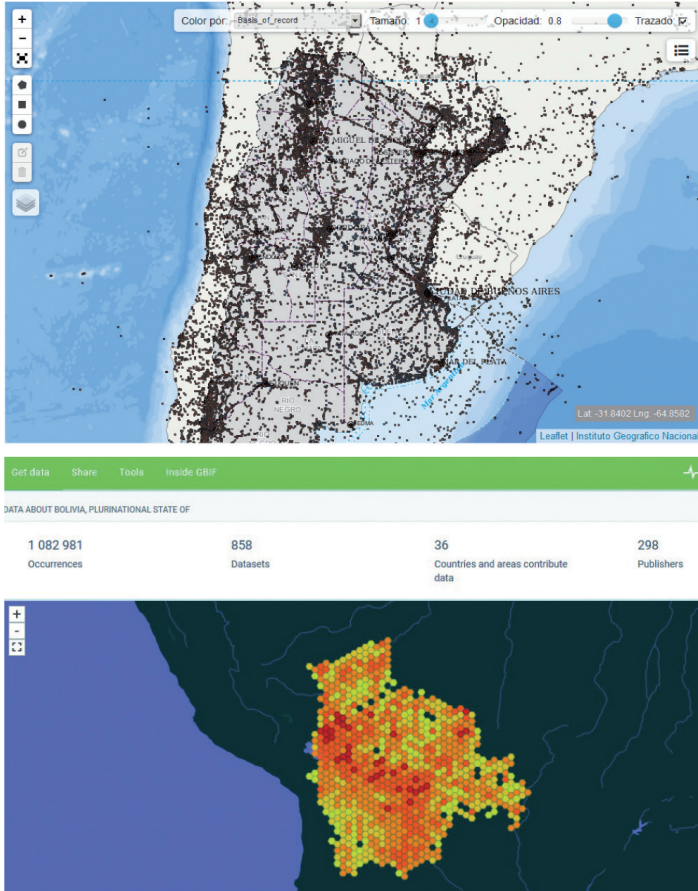 +
−
Color por: Basis_of_record Tamaño: 1 Opacidad: 0.8 Trazado:
CIUDAD DE BUENOS AIRES
Uruguay
MAR DEL PLATA
RÍO
NEGRO
Lat: -31.8402 Lng: -64.8582
Leaflet | Instituto Geografico Nacional
Get data Share Tools Inside GBIF
DATA ABOUT BOLIVIA, PLURINATIONAL STATE OF
1 082 981 858 36 298
Occurrences Datasets Countries and areas contribute Publishers
data
+
-